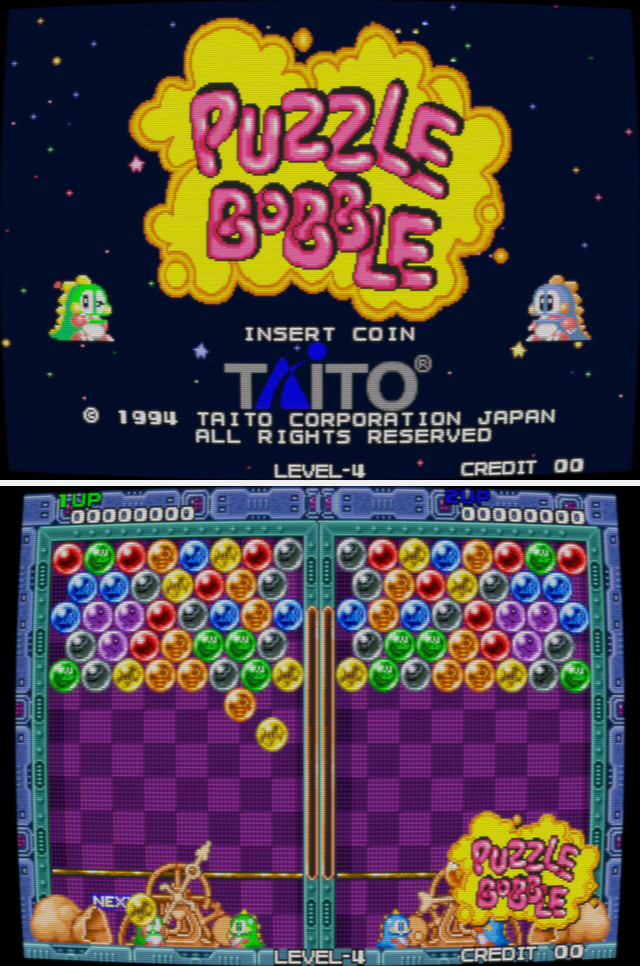 PUZZLE
BOBBLE
INSERT COIN
TAITO®
© 1994 TAITO CORPORATION JAPAN
ALL RIGHTS RESERVED
LEVEL-4
CREDIT 00
1UP
00000000
2UP
00000000
NEXT
PUZZLE
BOBBLE
LEVEL-4
CREDIT 00